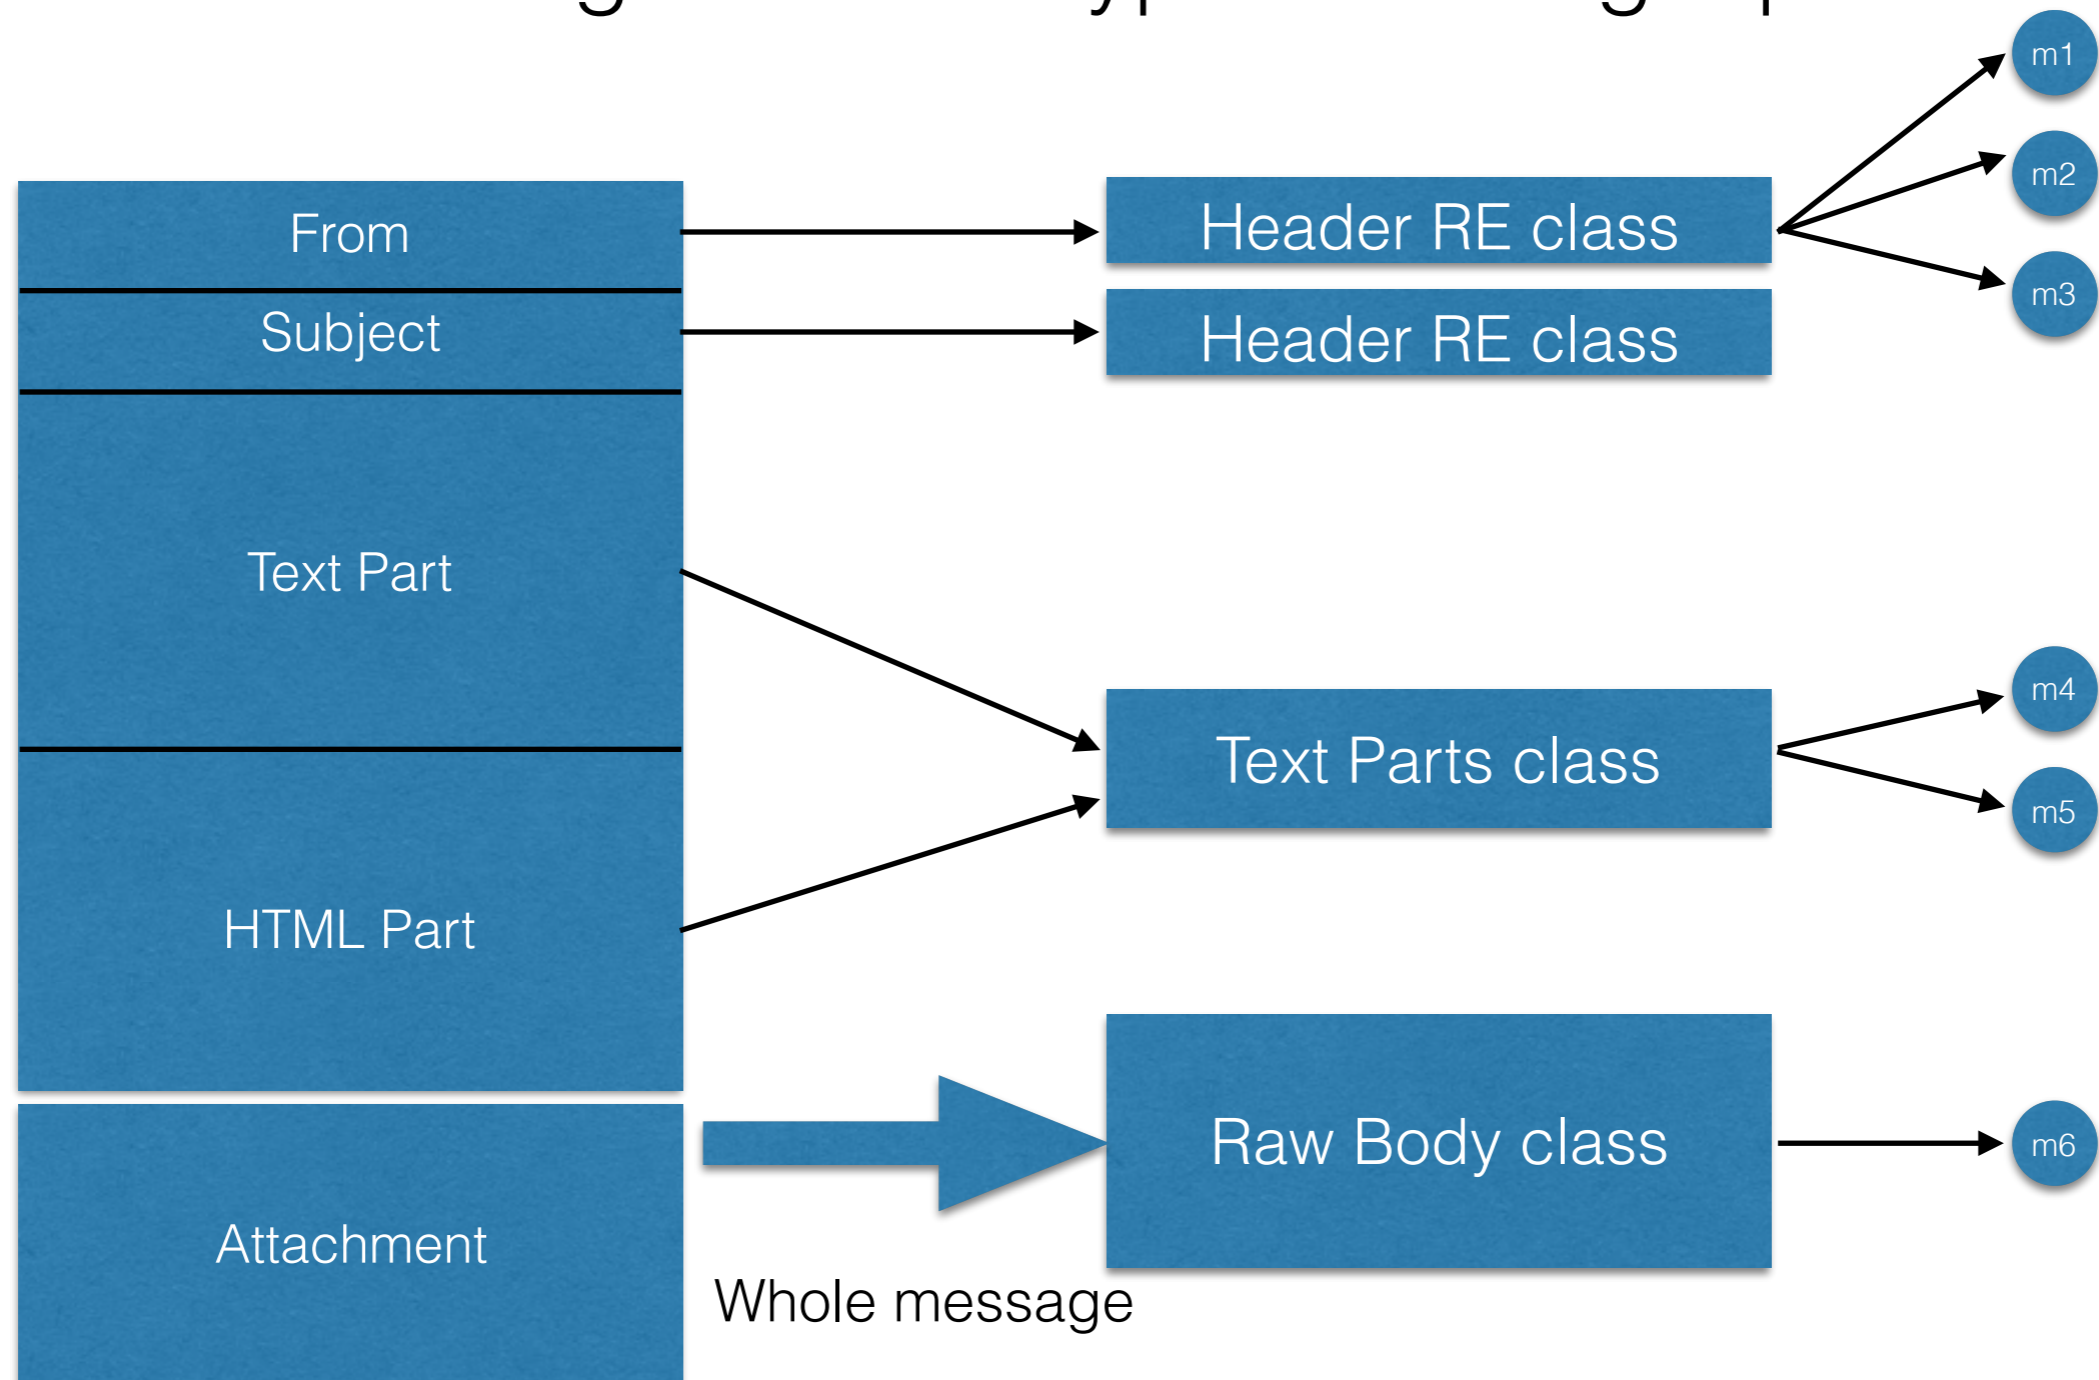 From
Subject
Text Part
HTML Part
Attachment
Header RE class
Header RE class
Text Parts class
Raw Body class
Whole message
m1
m2
m3
m4
m5
m6